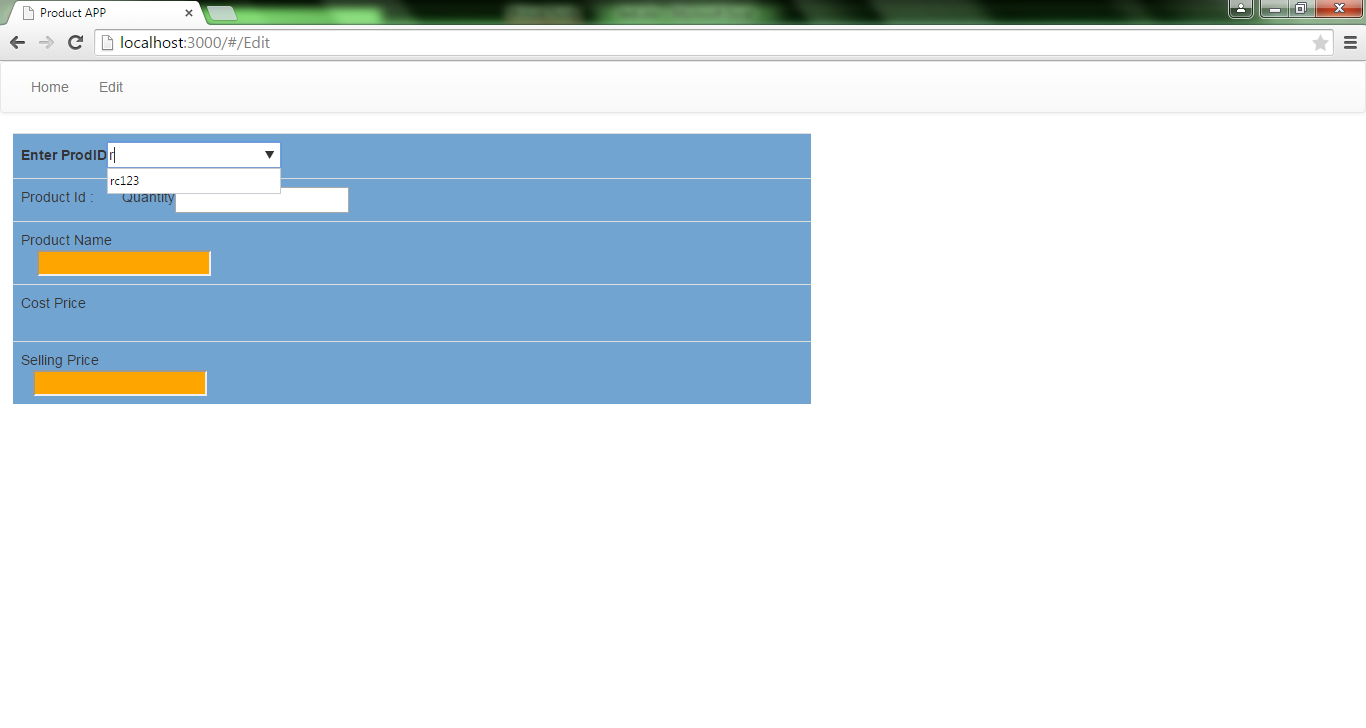 Product APP
localhost:3000/#/Edit
Home Edit
Enter ProdID r
rc123
Product Id : Quantity
Product Name
Cost Price
Selling Price